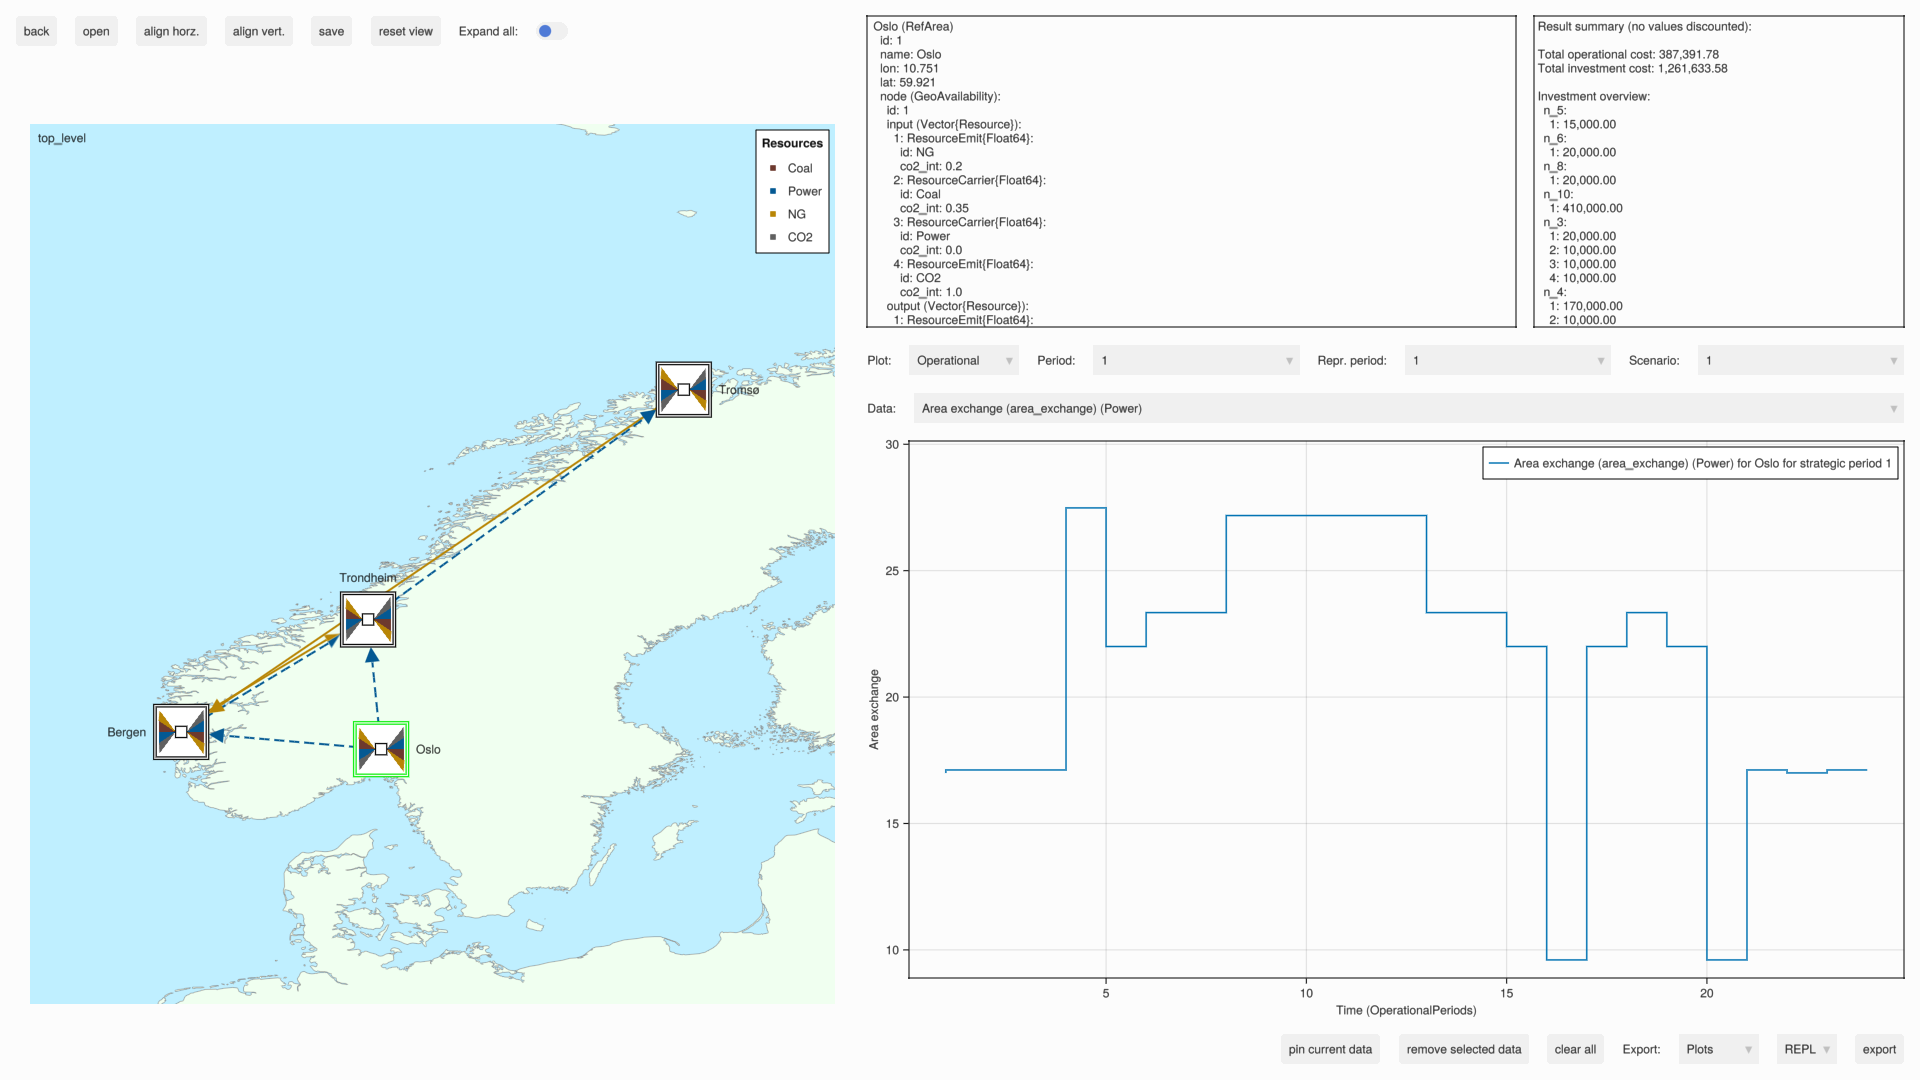 back open align horz. align vert. save reset view Expand all:
top_level
Resources
Coal
Power
NG
CO2
Tromsø
Trondheim
Bergen
Oslo
Oslo (RefArea)
id: 1
name: Oslo
lon: 10.751
lat: 59.921
node (GeoAvailability):
id: 1
input (Vector{Resource}):
1: ResourceEmit{Float64}:
id: NG
co2_int: 0.2
2: ResourceCarrier{Float64}:
id: Coal
co2_int: 0.35
3: ResourceCarrier{Float64}:
id: Power
co2_int: 0.0
4: ResourceEmit{Float64}:
id: CO2
co2_int: 1.0
output (Vector{Resource}):
1: ResourceEmit{Float64}:
Result summary (no values discounted):
Total operational cost: 387,391.78
Total investment cost: 1,261,633.58
Investment overview:
n_5:
1: 15,000.00
n_6:
1: 20,000.00
n_8:
1: 20,000.00
n_10:
1: 410,000.00
n_3:
1: 20,000.00
2: 10,000.00
3: 10,000.00
4: 10,000.00
n_4:
1: 170,000.00
2: 10,000.00
Plot: Operational Period: 1 Repr. period: 1 Scenario: 1
Data: Area exchange (area_exchange) (Power)
Area exchange (area_exchange) (Power) for Oslo for strategic period 1
30
25
20
15
10
Area exchange
5 10 15 20
Time (OperationalPeriods)
pin current data remove selected data clear all Export: Plots REPL export